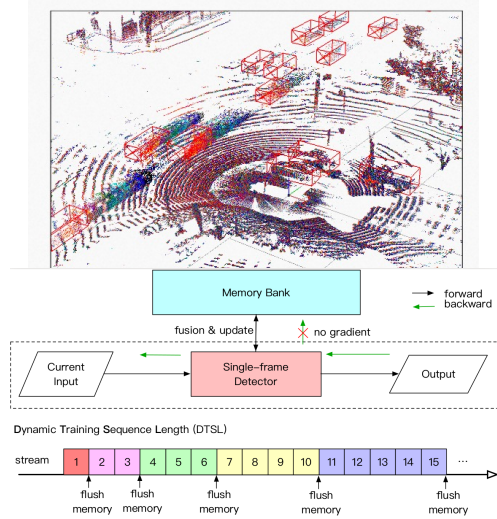 Memory Bank
forward
backward
fusion & update
no gradient
Current
Input
Single-frame
Detector
Output
Dynamic Training Sequence Length (DTSL)
stream
1 2 3 4 5 6 7 8 9 10 11 12 13 14 15 ...
flush
memory
flush
memory
flush
memory
flush
memory
flush
memory